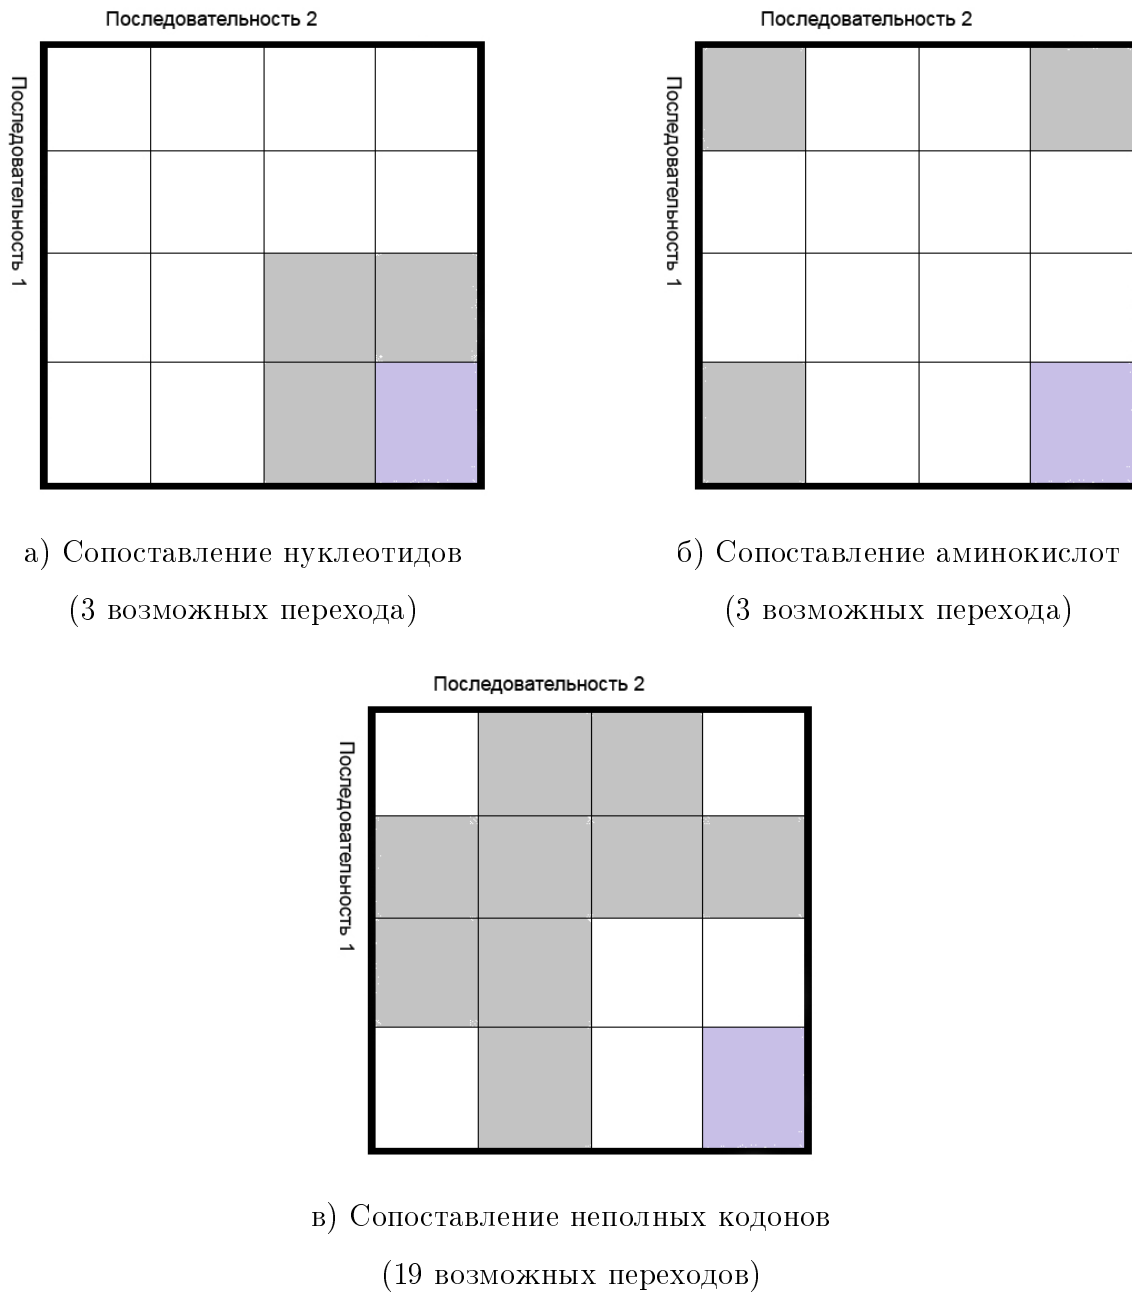 Последовательность 2
Последовательность 1
Последовательность 2
Последовательность 1
а) Сопоставление нуклеотидов
(3 возможных перехода)
б) Сопоставление аминокислот
(3 возможных перехода)
Последовательность 2
Последовательность 1
в) Сопоставление неполных кодонов
(19 возможных переходов)